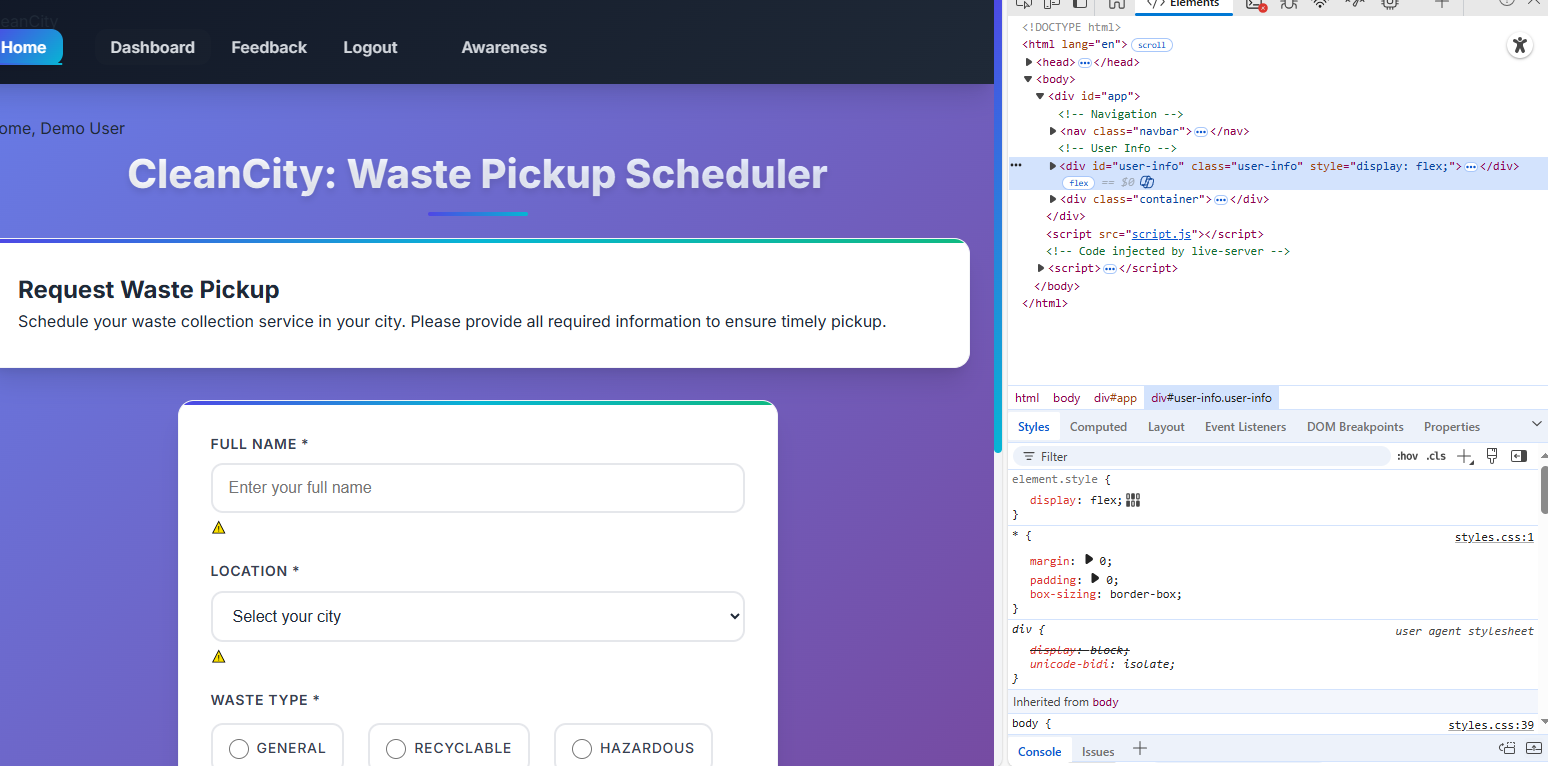 eanCity
Home Dashboard Feedback Logout Awareness
ome, Demo User
CleanCity: Waste Pickup Scheduler
Request Waste Pickup
Schedule your waste collection service in your city. Please provide all required information to ensure timely pickup.
FULL NAME *
Enter your full name
LOCATION *
Select your city
WASTE TYPE *
GENERAL RECYCLABLE HAZARDOUS
Elements
<!DOCTYPE html>
<html lang="en"> scroll
<head> ••• </head>
<body>
<div id="app">
<!-- Navigation -->
<nav class="navbar"> ••• </nav>
<!-- User Info -->
<div id="user-info" class="user-info" style="display: flex;"> ••• </div>
flex == $0
<div class="container"> ••• </div>
</div>
<script src="script.js"></script>
<!-- Code injected by live-server -->
<script> ••• </script>
</body>
</html>
html body div#app div#user-info.user-info
Styles Computed Layout Event Listeners DOM Breakpoints Properties
Filter :hov .cls
element.style {
display: flex;
}
* { styles.css:1
margin: 0;
padding: 0;
box-sizing: border-box;
}
div { user agent stylesheet
display: block;
unicode-bidi: isolate;
}
Inherited from body
body { styles.css:39
Console Issues